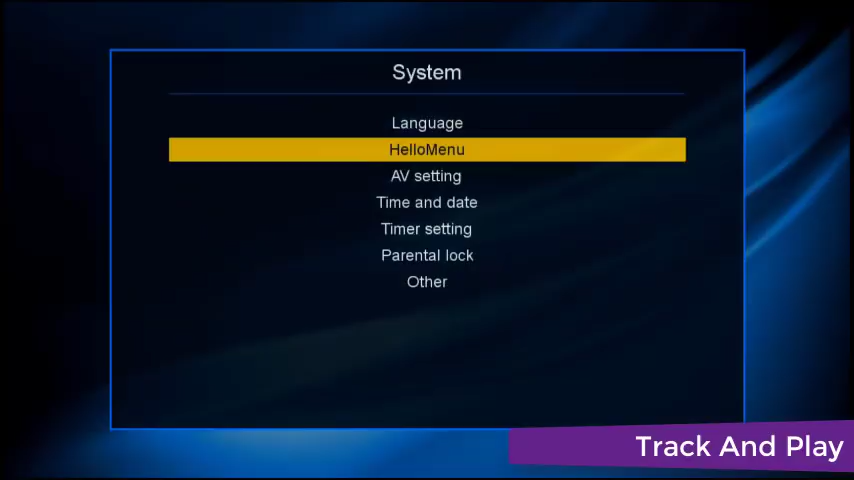 System
Language
HelloMenu
AV setting
Time and date
Timer setting
Parental lock
Other
Track And Play